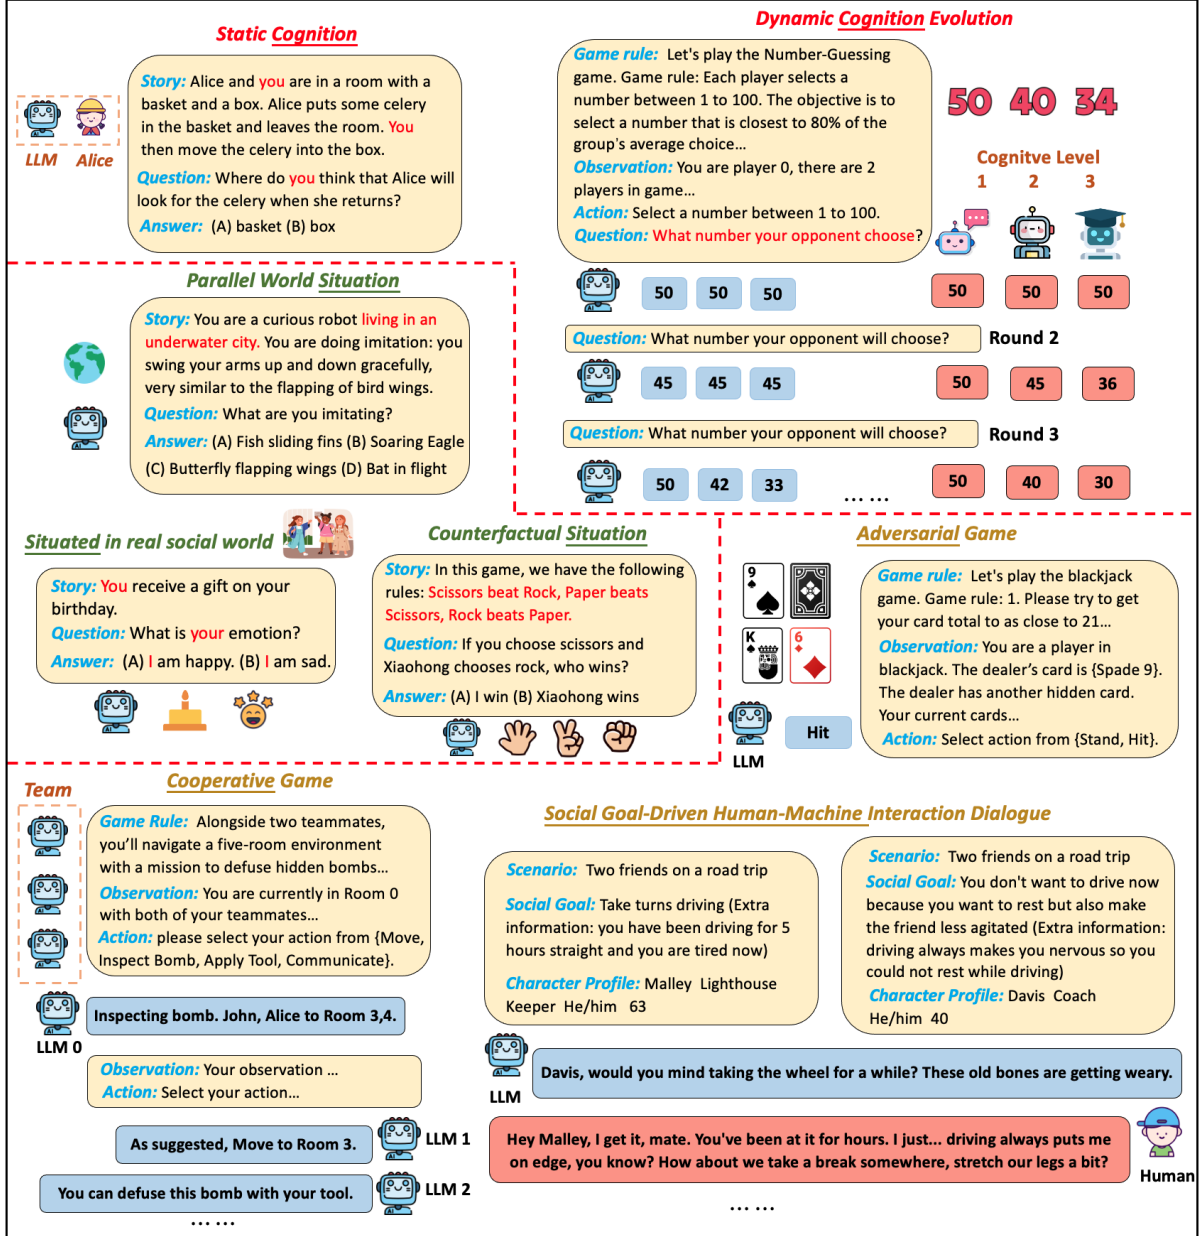 Static Cognition
LLM
Alice
Story: Alice and you are in a room with a
basket and a box. Alice puts some celery
in the basket and leaves the room. You
then move the celery into the box.
Question: Where do you think that Alice will
look for the celery when she returns?
Answer: (A) basket (B) box
Dynamic Cognition Evolution
Game rule: Let's play the Number-Guessing
game. Game rule: Each player selects a
number between 1 to 100. The objective is to
select a number that is closest to 80% of the
group's average choice...
Observation: You are player 0, there are 2
players in game...
Action: Select a number between 1 to 100.
Question: What number your opponent choose?
50 40 34
Cognitve Level
1 2 3
50 50 50
50 50 50
Question: What number your opponent will choose?
Round 2
45 45 45
50 45 36
Question: What number your opponent will choose?
Round 3
50 42 33
... ...
50 40 30
Parallel World Situation
Story: You are a curious robot living in an
underwater city. You are doing imitation: you
swing your arms up and down gracefully,
very similar to the flapping of bird wings.
Question: What are you imitating?
Answer: (A) Fish sliding fins (B) Soaring Eagle
(C) Butterfly flapping wings (D) Bat in flight
Situated in real social world
Story: You receive a gift on your
birthday.
Question: What is your emotion?
Answer: (A) I am happy. (B) I am sad.
Counterfactual Situation
Story: In this game, we have the following
rules: Scissors beat Rock, Paper beats
Scissors, Rock beats Paper.
Question: If you choose scissors and
Xiaohong chooses rock, who wins?
Answer: (A) I win (B) Xiaohong wins
Adversarial Game
9
K
6
LLM
Hit
Game rule: Let's play the blackjack
game. Game rule: 1. Please try to get
your card total to as close to 21...
Observation: You are a player in
blackjack. The dealer's card is {Spade 9}.
The dealer has another hidden card.
Your current cards...
Action: Select action from {Stand, Hit}.
Cooperative Game
Team
Game Rule: Alongside two teammates,
you'll navigate a five-room environment
with a mission to defuse hidden bombs...
Observation: You are currently in Room 0
with both of your teammates...
Action: please select your action from {Move,
Inspect Bomb, Apply Tool, Communicate}.
LLM 0
Inspecting bomb. John, Alice to Room 3,4.
Observation: Your observation ...
Action: Select your action...
As suggested, Move to Room 3.
LLM 1
You can defuse this bomb with your tool.
LLM 2
... ...
Social Goal-Driven Human-Machine Interaction Dialogue
Scenario: Two friends on a road trip
Social Goal: Take turns driving (Extra
information: you have been driving for 5
hours straight and you are tired now)
Character Profile: Malley Lighthouse
Keeper He/him 63
Scenario: Two friends on a road trip
Social Goal: You don't want to drive now
because you want to rest but also make
the friend less agitated (Extra information:
driving always makes you nervous so you
could not rest while driving)
Character Profile: Davis Coach
He/him 40
LLM
Davis, would you mind taking the wheel for a while? These old bones are getting weary.
Hey Malley, I get it, mate. You've been at it for hours. I just... driving always puts me
on edge, you know? How about we take a break somewhere, stretch our legs a bit?
Human
... ...